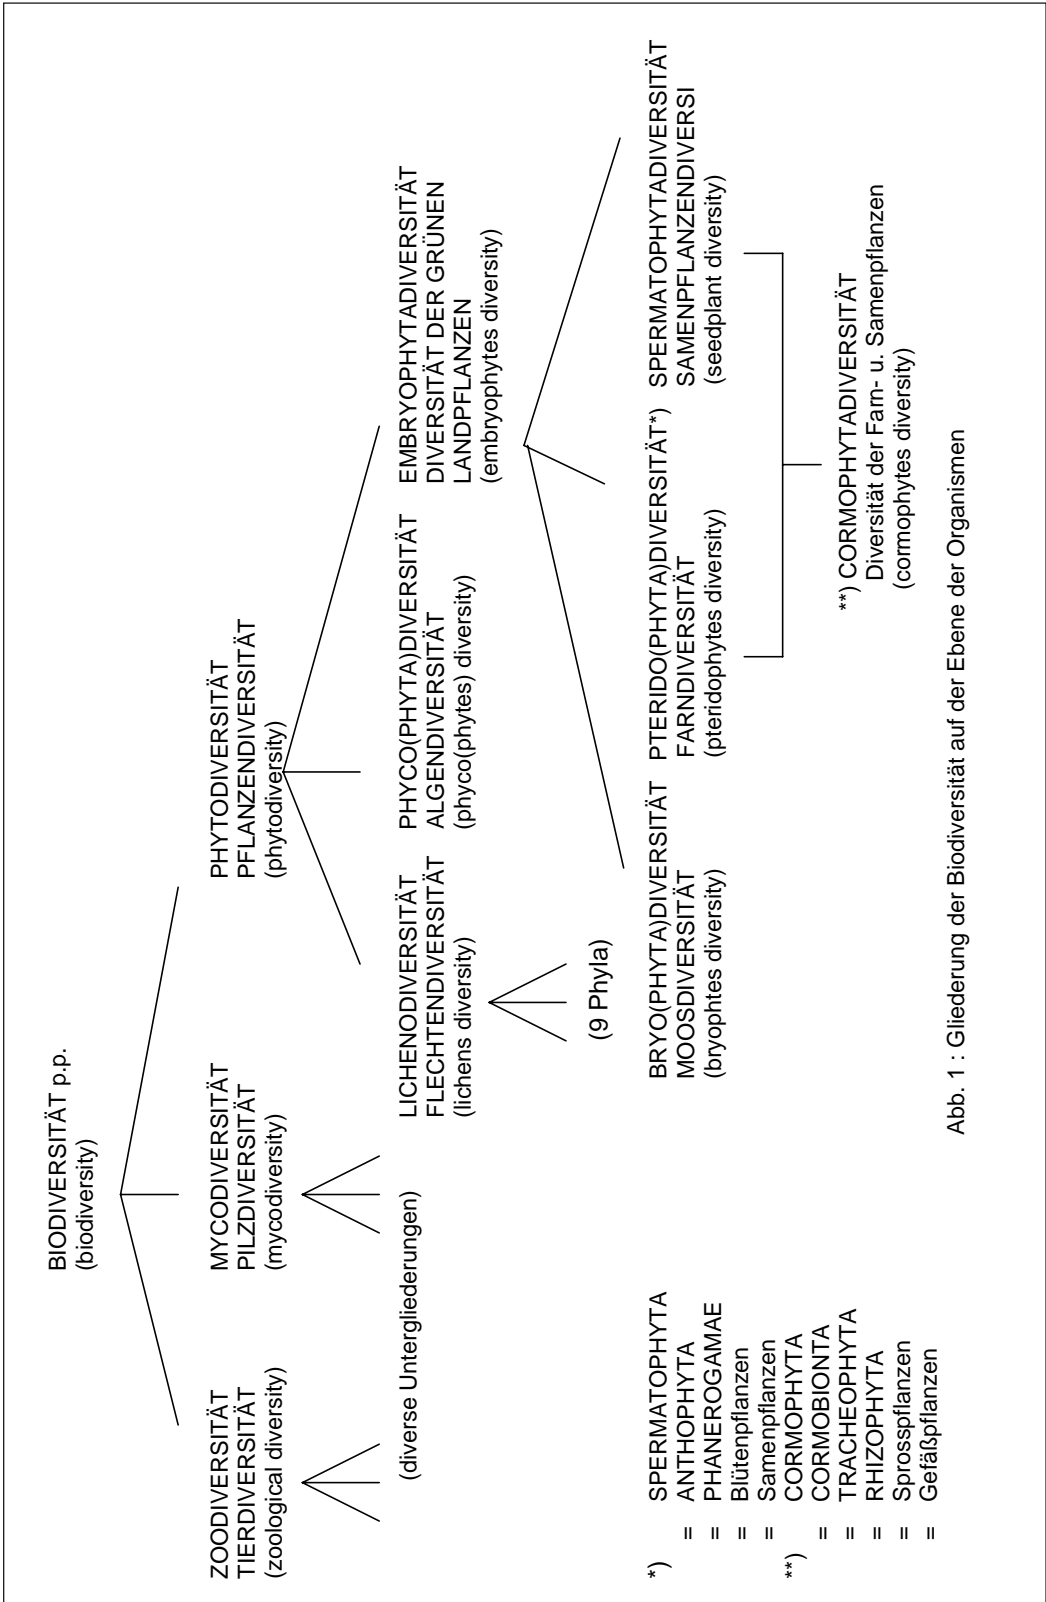 BIODIVERSITÄT p.p.
(biodiversity)
ZOODIVERSITÄT
TIERDIVERSITÄT
(zoological diversity)
MYCODIVERSITÄT
PILZDIVERSITÄT
(mycodiversity)
PHYTODIVERSITÄT
PFLANZENDIVERSITÄT
(phytodiversity)
(diverse Untergliederungen)
LICHENODIVERSITÄT
FLECHTENDIVERSITÄT
(lichens diversity)
PHYCO(PHYTA)DIVERSITÄT
ALGENDIVERSITÄT
(phyco(phytes) diversity)
EMBRYOPHYTADIVERSITÄT
DIVERSITÄT DER GRÜNEN
LANDPFLANZEN
(embryophytes diversity)
(9 Phyla)
BRYO(PHYTA)DIVERSITÄT
MOOSDIVERSITÄT
(bryophtes diversity)
PTERIDO(PHYTA)DIVERSITÄT*)
FARNDIVERSITÄT
(pteridophytes diversity)
SPERMATOPHYTADIVERSITÄT
SAMENPFLANZENDIVERSI
(seedplant diversity)
**) CORMOPHYTADIVERSITÄT
Diversität der Farn- u. Samenpflanzen
(cormophytes diversity)
*) SPERMATOPHYTA
= ANTHOPHYTA
= PHANEROGAMAE
= Blütenpflanzen
= Samenpflanzen
**) CORMOPHYTA
= CORMOBIONTA
= TRACHEOPHYTA
= RHIZOPHYTA
= Sprosspflanzen
= Gefäßpflanzen
Abb. 1 : Gliederung der Biodiversität auf der Ebene der Organismen